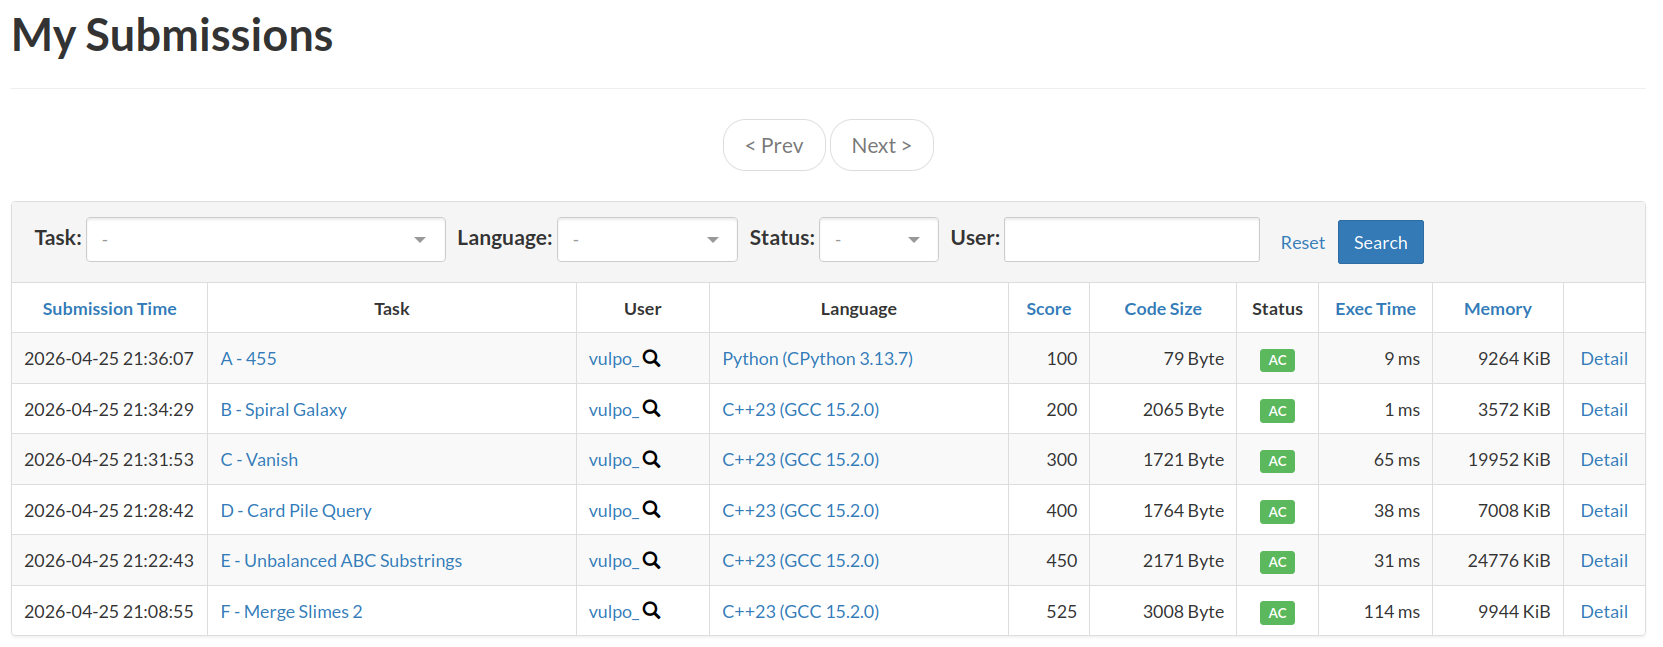 My Submissions
< Prev Next >
Task: - Language: - Status: - User: Reset Search
Submission Time Task User Language Score Code Size Status Exec Time Memory
2026-04-25 21:36:07 A - 455 vulpo_ Python (CPython 3.13.7) 100 79 Byte AC 9 ms 9264 KiB Detail
2026-04-25 21:34:29 B - Spiral Galaxy vulpo_ C++23 (GCC 15.2.0) 200 2065 Byte AC 1 ms 3572 KiB Detail
2026-04-25 21:31:53 C - Vanish vulpo_ C++23 (GCC 15.2.0) 300 1721 Byte AC 65 ms 19952 KiB Detail
2026-04-25 21:28:42 D - Card Pile Query vulpo_ C++23 (GCC 15.2.0) 400 1764 Byte AC 38 ms 7008 KiB Detail
2026-04-25 21:22:43 E - Unbalanced ABC Substrings vulpo_ C++23 (GCC 15.2.0) 450 2171 Byte AC 31 ms 24776 KiB Detail
2026-04-25 21:08:55 F - Merge Slimes 2 vulpo_ C++23 (GCC 15.2.0) 525 3008 Byte AC 114 ms 9944 KiB Detail